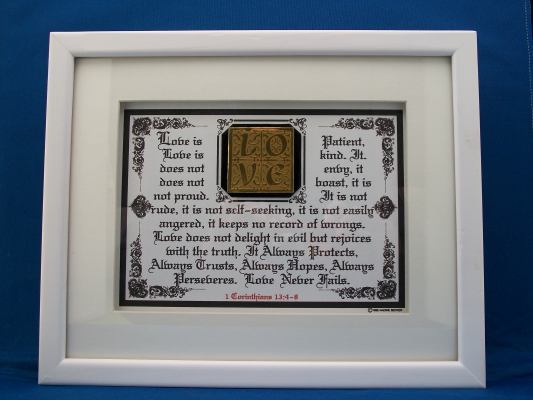 Love is Patient,
Love is kind. It
does not envy, it
does not boast, it is
not proud. It is not
rude, it is not self-seeking, it is not easily
angered, it keeps no record of wrongs.
Love does not delight in evil but rejoices
with the truth. It Always Protects,
Always Trusts, Always Hopes, Always
Perseveres. Love Never Fails.
1 Corinthians 13:4-8
LO
VE